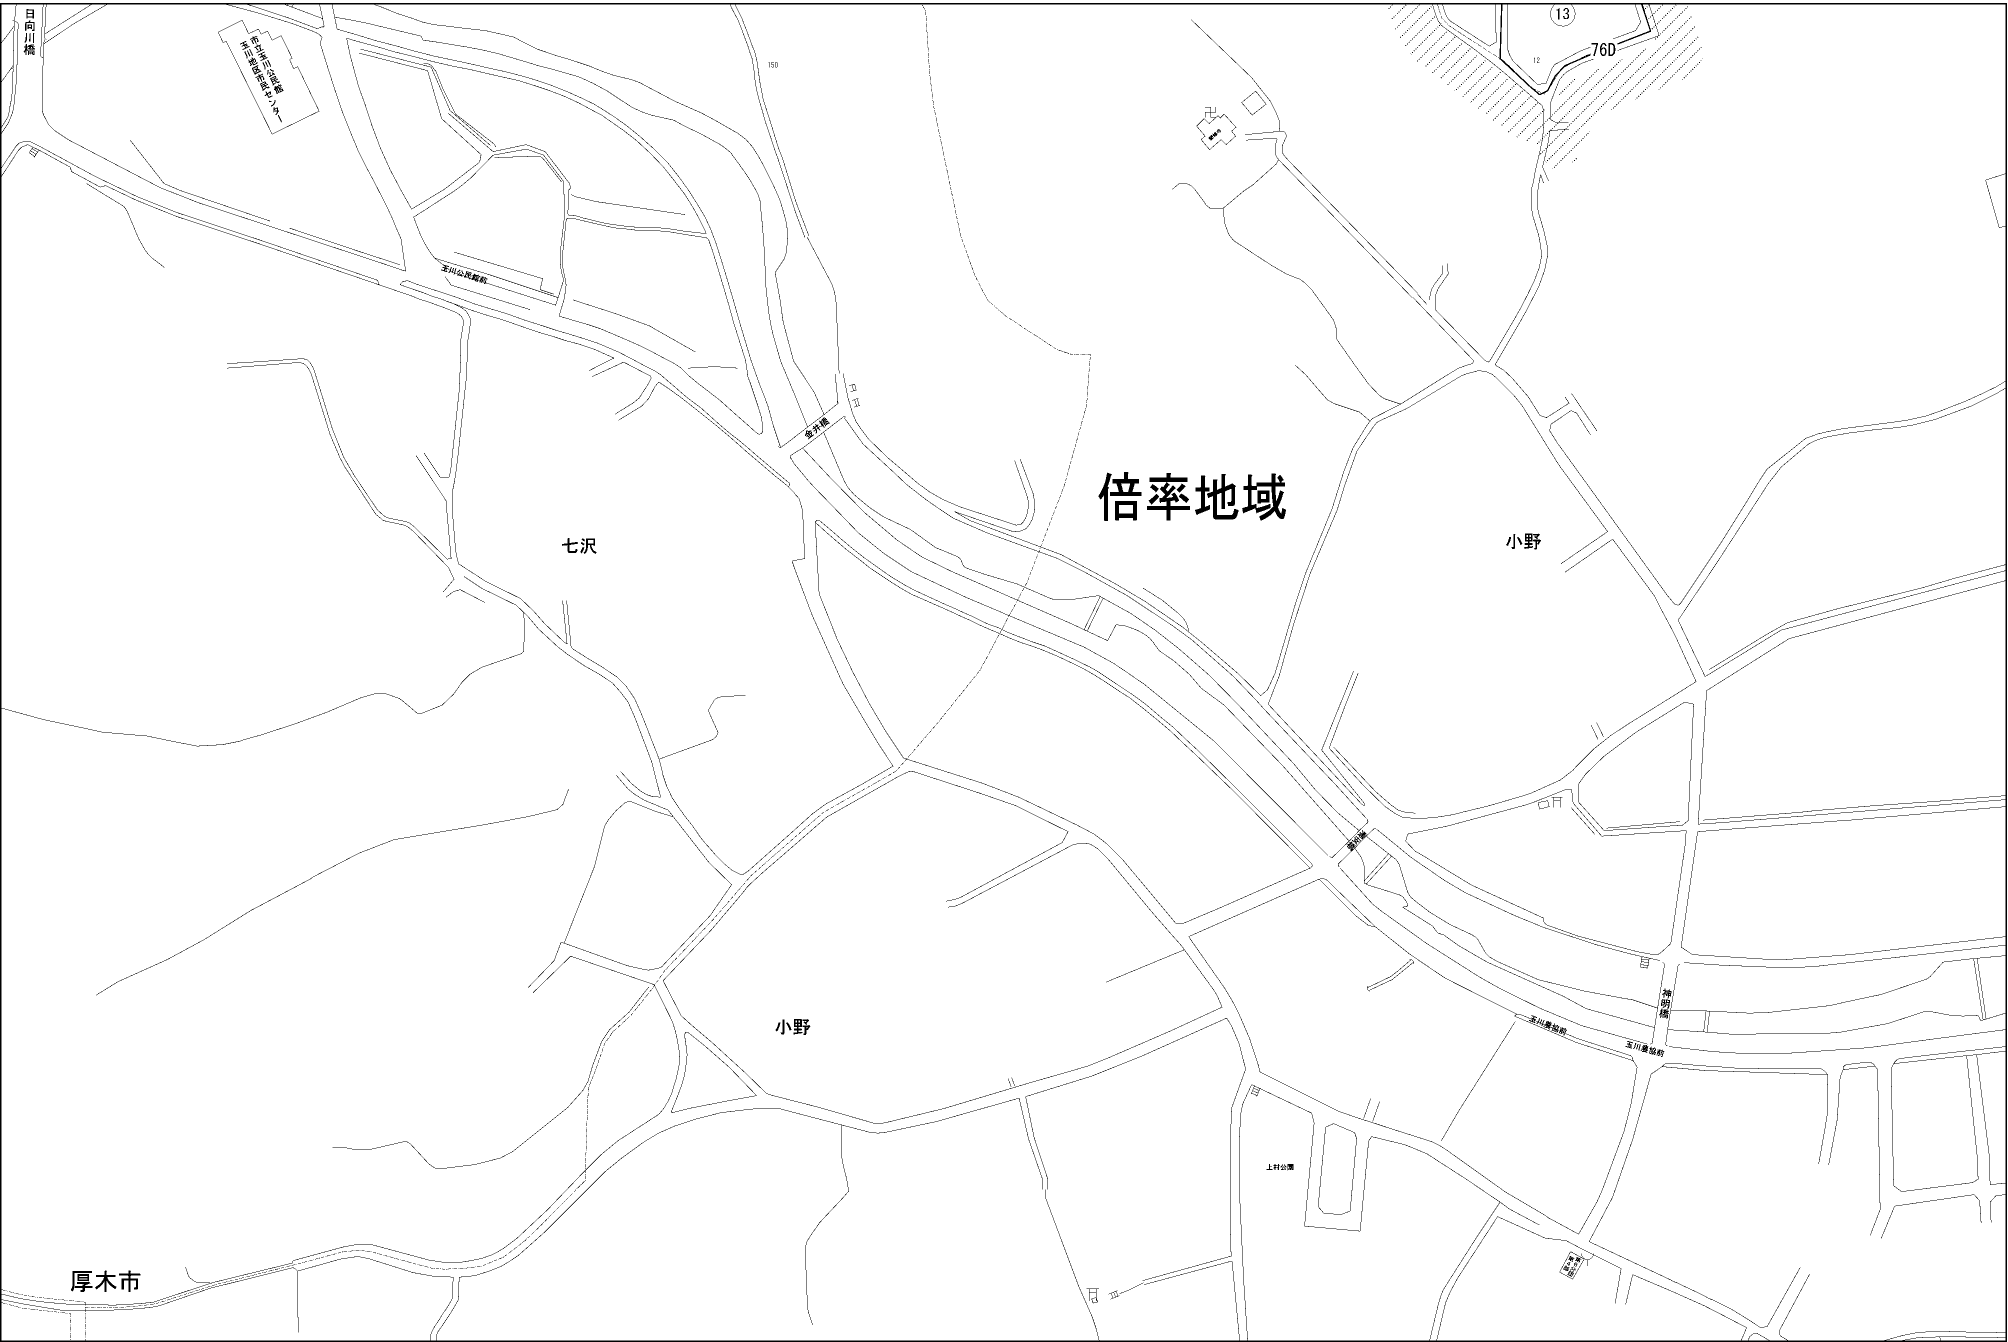 日向川橋
市立玉川公民館
玉川地区市民センター
150
13
76D
12
玉川公民館前
金井橋
倍率地域
七沢
小野
神明橋
玉川農協前
玉川農協前
小野
上村公園
厚木市